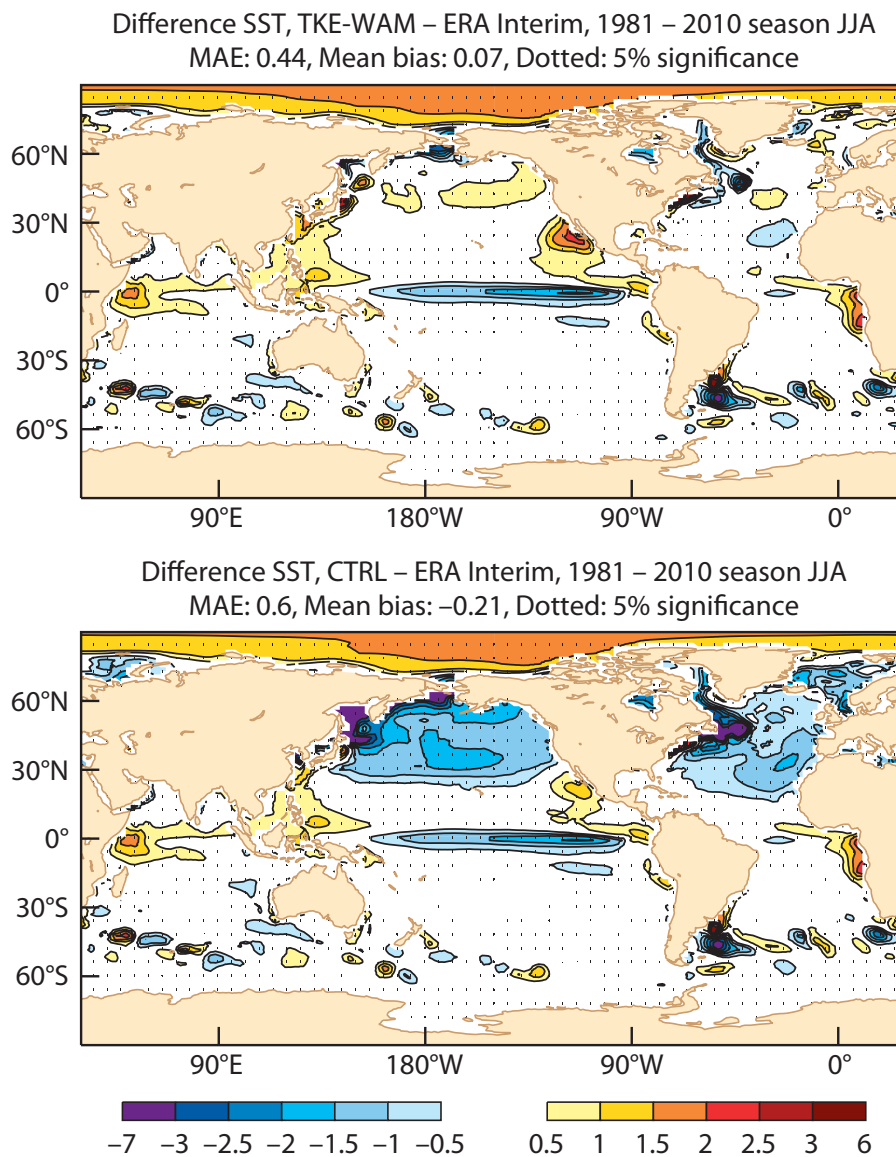 Difference SST, TKE-WAM – ERA Interim, 1981 – 2010 season JJA
MAE: 0.44, Mean bias: 0.07, Dotted: 5% significance
60°N
30°N
0°
30°S
60°S
90°E 180°W 90°W 0°
Difference SST, CTRL – ERA Interim, 1981 – 2010 season JJA
MAE: 0.6, Mean bias: –0.21, Dotted: 5% significance
60°N
30°N
0°
30°S
60°S
90°E 180°W 90°W 0°
–7 –3 –2.5 –2 –1.5 –1 –0.5 0.5 1 1.5 2 2.5 3 6